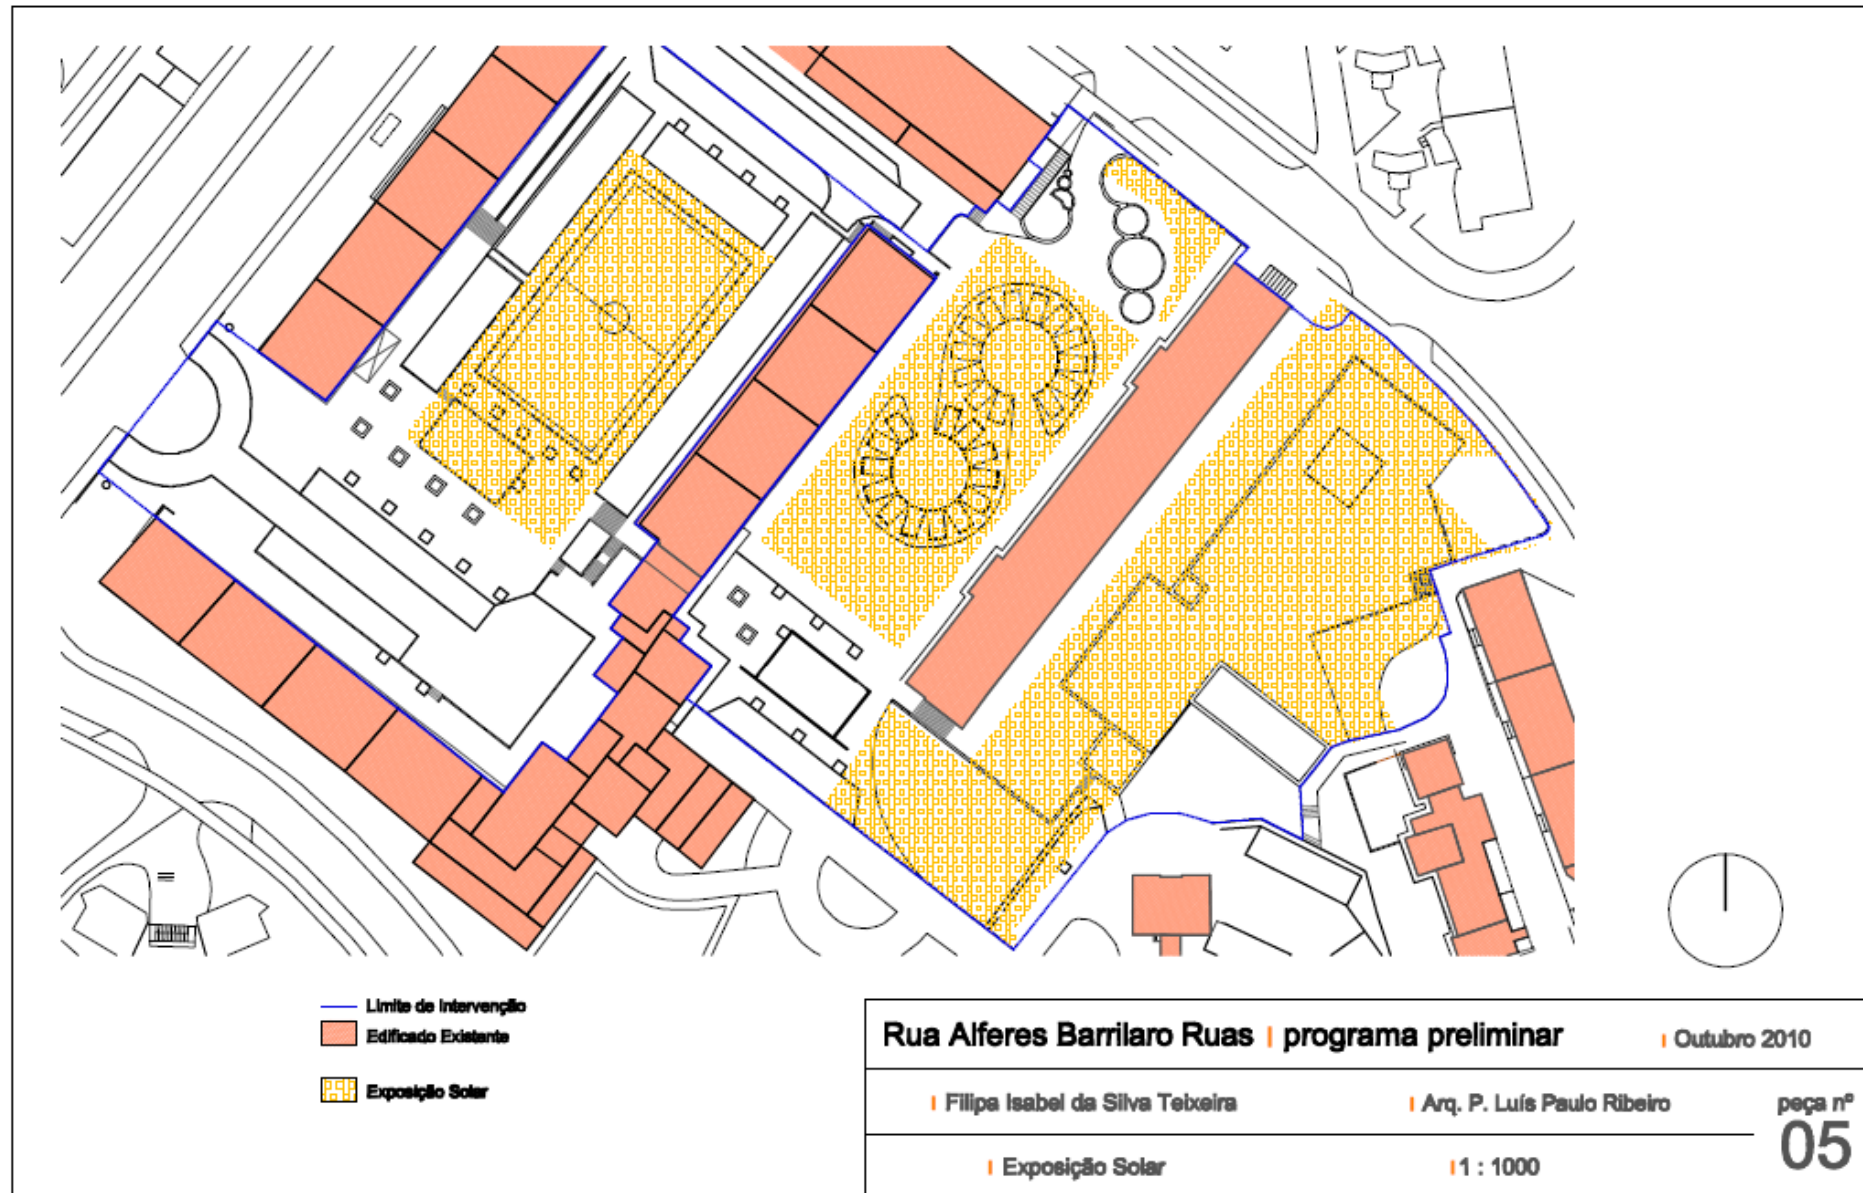 Limite de Intervenção
Edificado Existente
Exposição Solar
Rua Alferes Barrilaro Ruas | programa preliminar | Outubro 2010
| Filipa Isabel da Silva Teixeira | Arq. P. Luís Paulo Ribeiro peça nº
05
| Exposição Solar | 1 : 1000